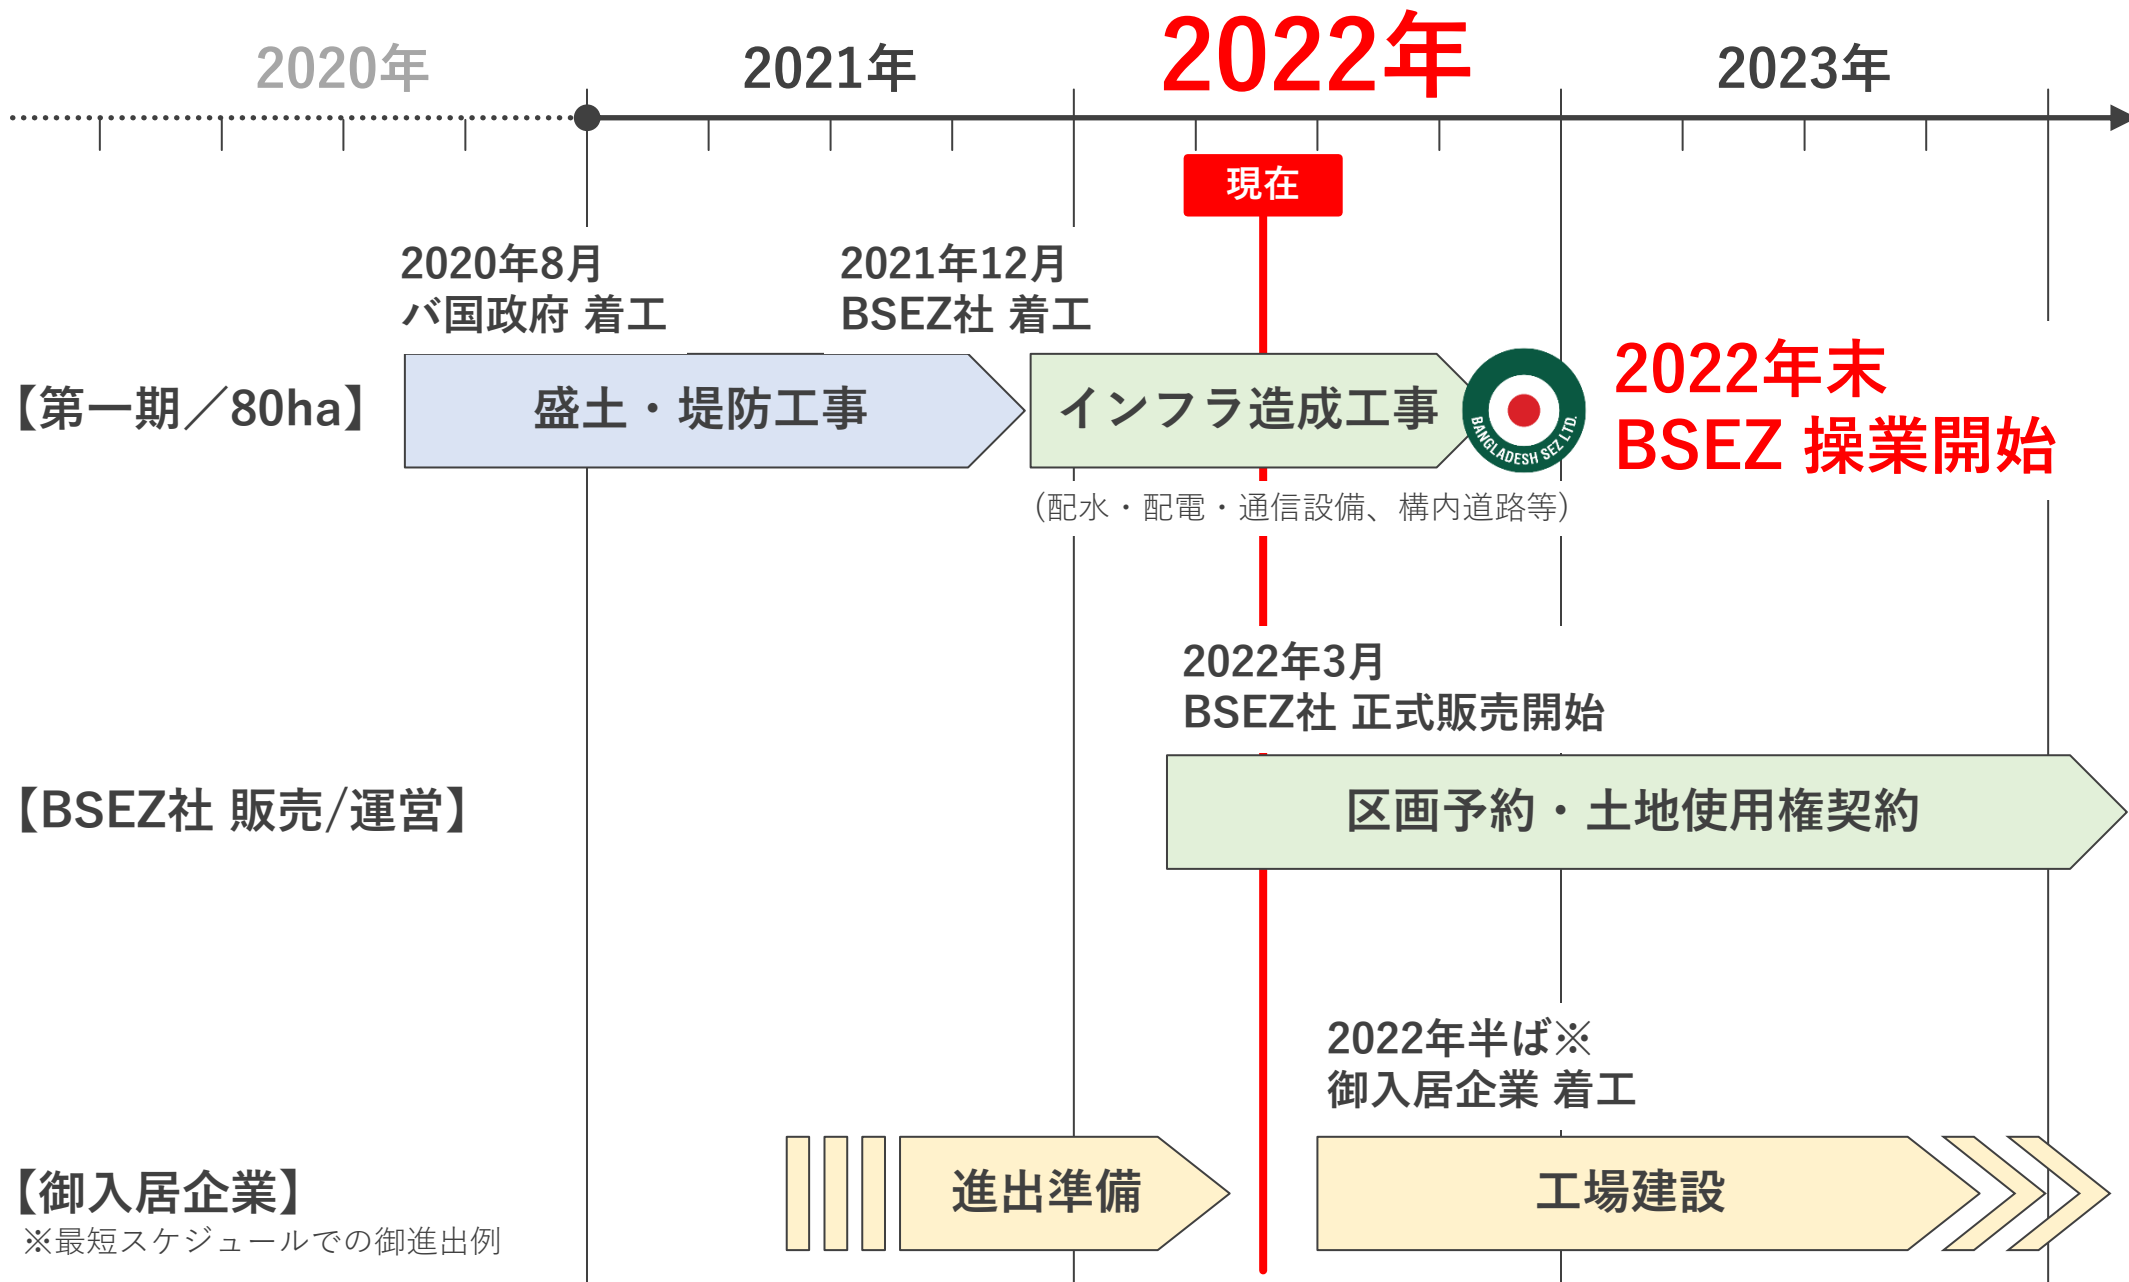 2020年
2021年
2022年
2023年
現在
2020年8月
バ国政府 着工
2021年12月
BSEZ社 着工
【第一期／80ha】
盛土・堤防工事
インフラ造成工事
BANGLADESH SEZ LTD.
2022年末
BSEZ 操業開始
(配水・配電・通信設備、構内道路等)
2022年3月
BSEZ社 正式販売開始
【BSEZ社 販売/運営】
区画予約・土地使用権契約
2022年半ば※
御入居企業 着工
【御入居企業】
※最短スケジュールでの御進出例
進出準備
工場建設